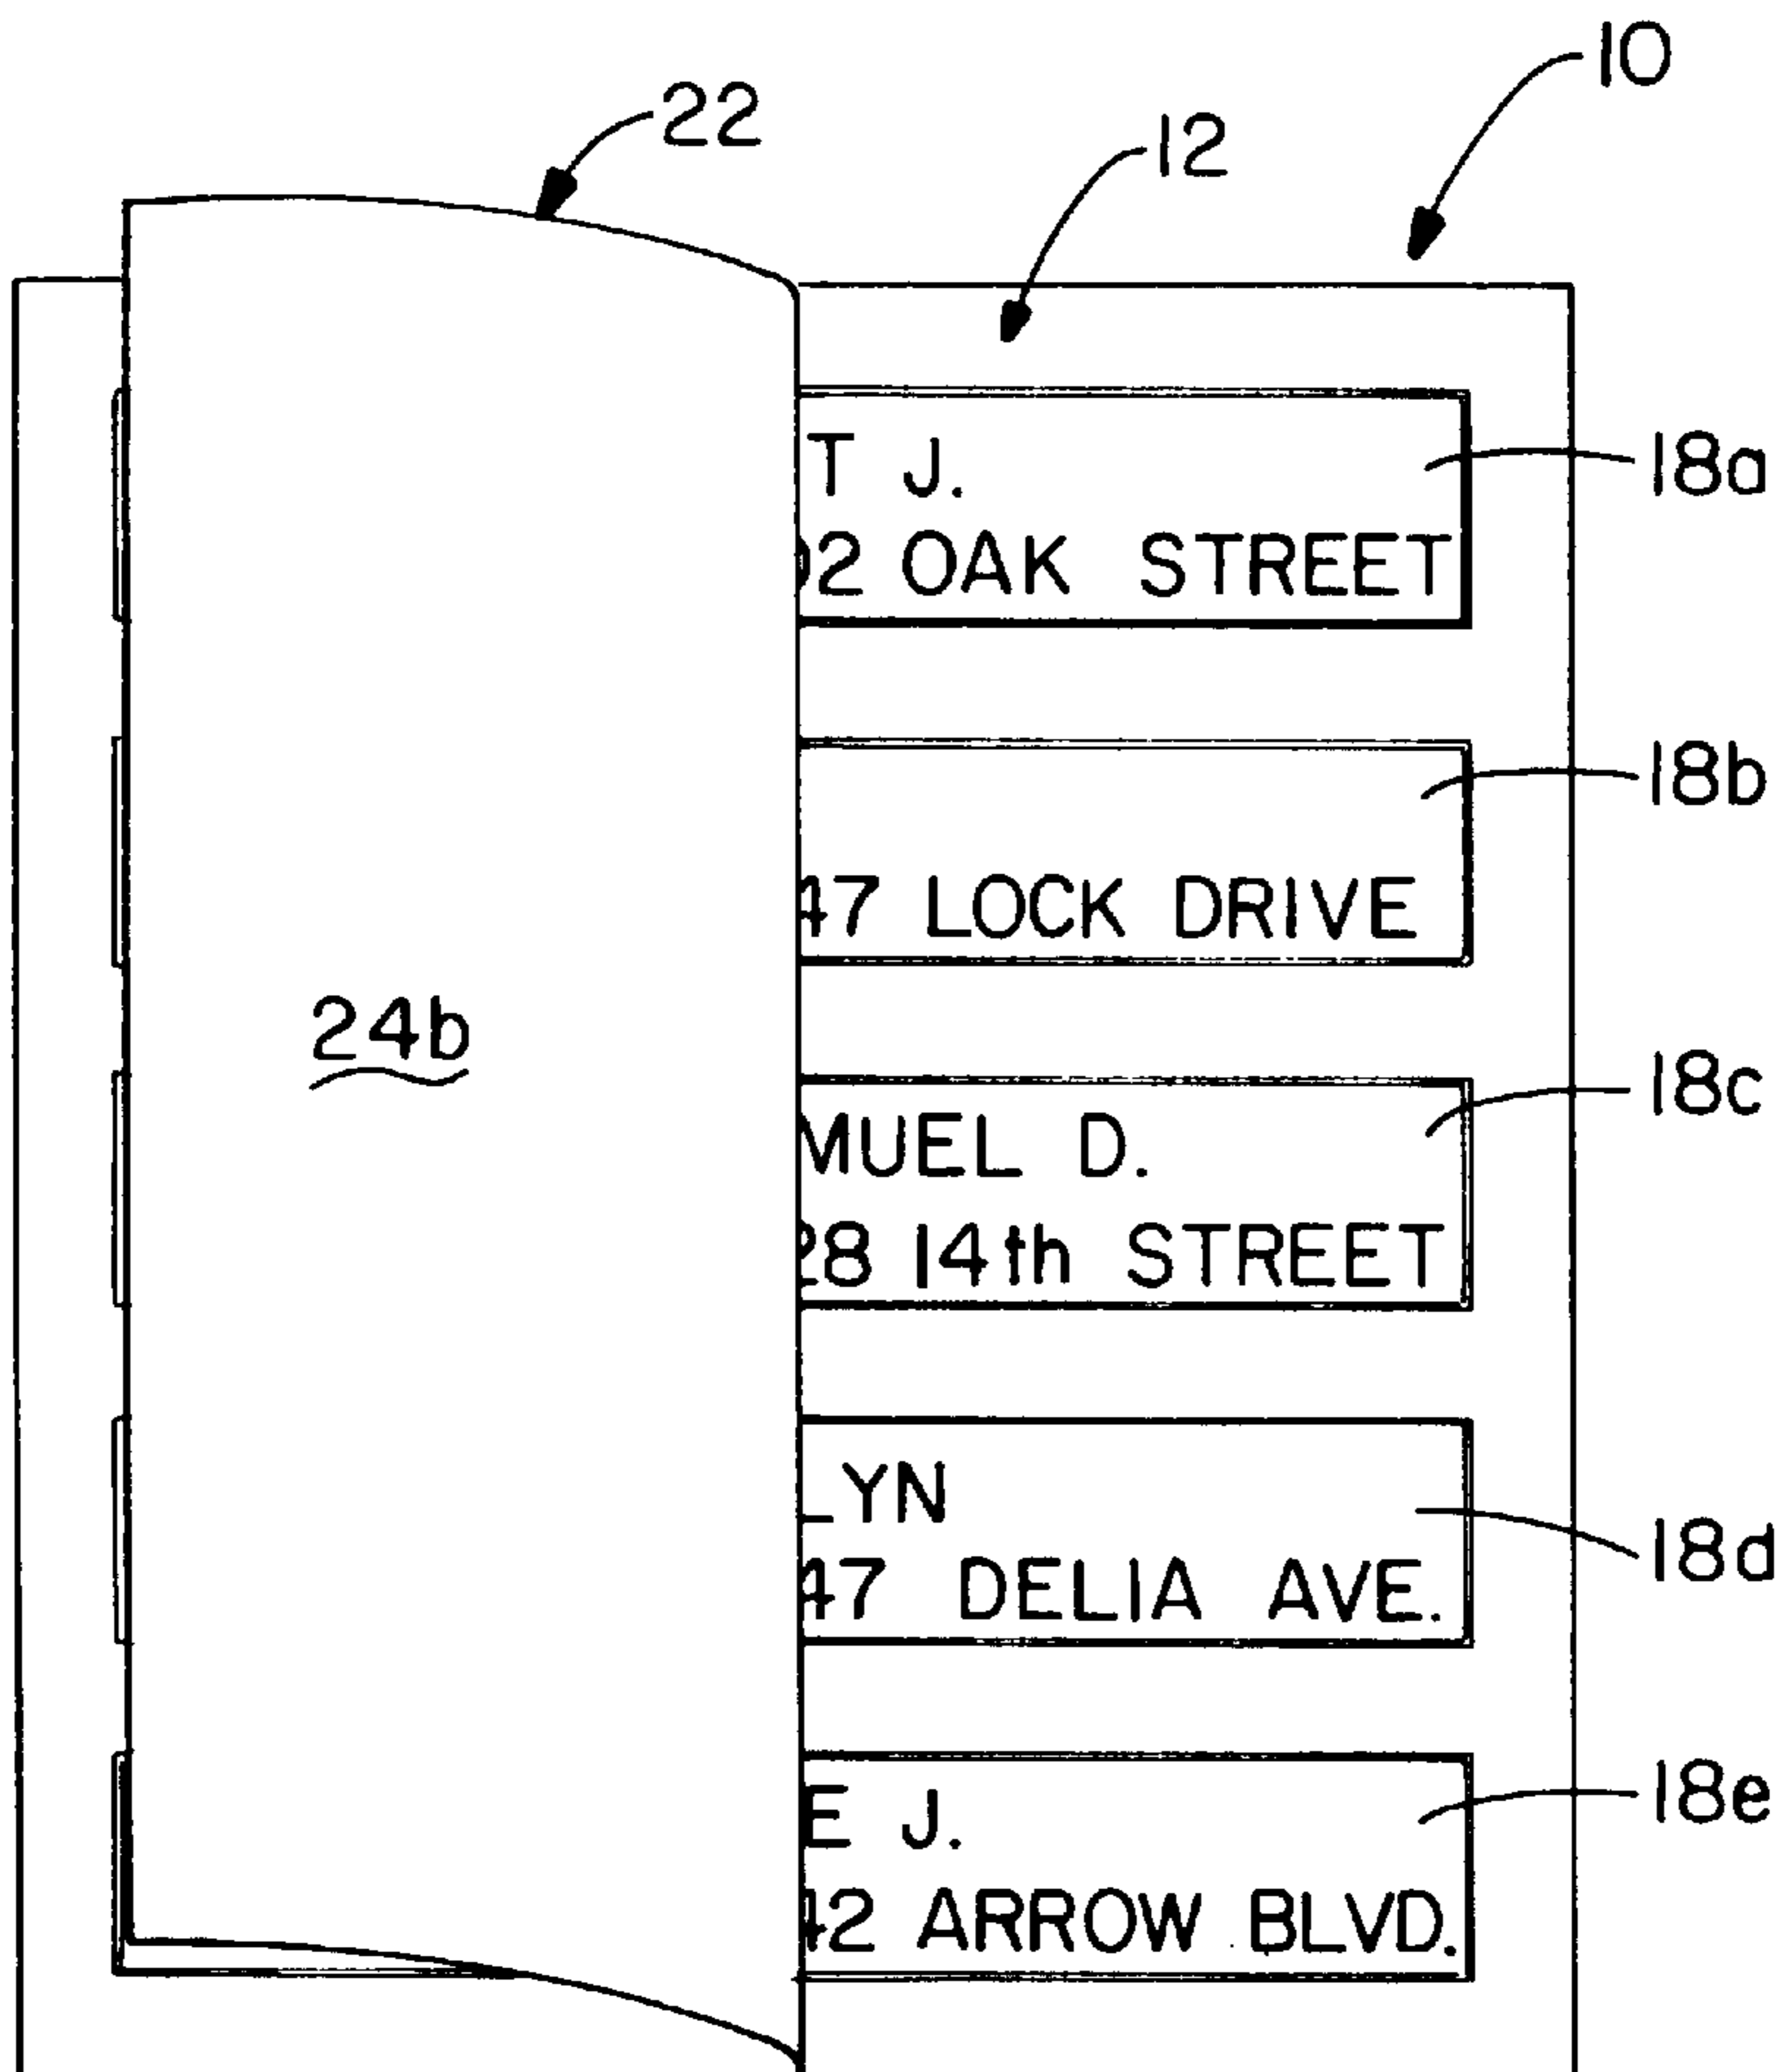 10
22
12
T J.
18a
2 OAK STREET
18b
47 LOCK DRIVE
24b
18c
MUEL D.
28 14th STREET
LYN
18d
47 DELIA AVE.
18e
E J.
42 ARROW BLVD.